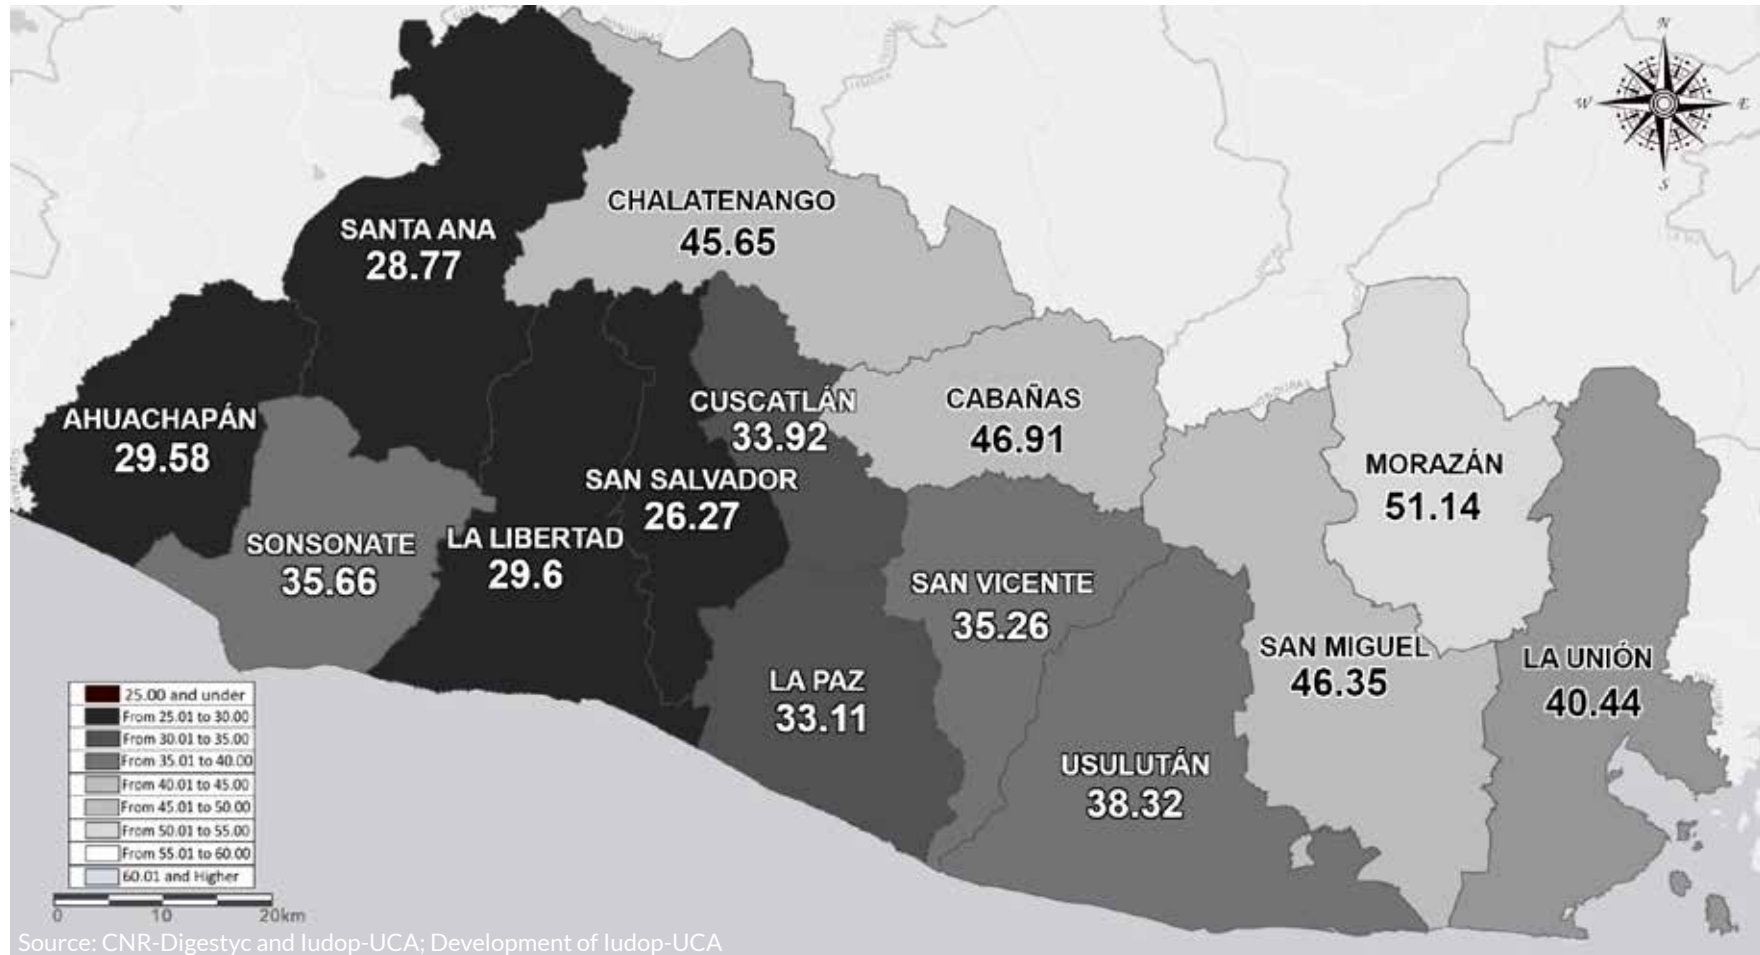 N
W
E
S
HONDURAS
CHALATENANGO
45.65
SANTA ANA
28.77
HONDURAS
CUSCATLÁN
33.92
CABAÑAS
46.91
AHUACHAPÁN
29.58
MORAZÁN
51.14
SAN SALVADOR
26.27
SONSONATE
35.66
LA LIBERTAD
29.6
SAN VICENTE
35.26
SAN MIGUEL
46.35
LA UNIÓN
40.44
LA PAZ
33.11
USULUTÁN
38.32
25.00 and under
From 25.01 to 30.00
From 30.01 to 35.00
From 35.01 to 40.00
From 40.01 to 45.00
From 45.01 to 50.00
From 50.01 to 55.00
From 55.01 to 60.00
60.01 and Higher
0 10 20km
Source: CNR-Digestyc and Iudop-UCA; Development of Iudop-UCA